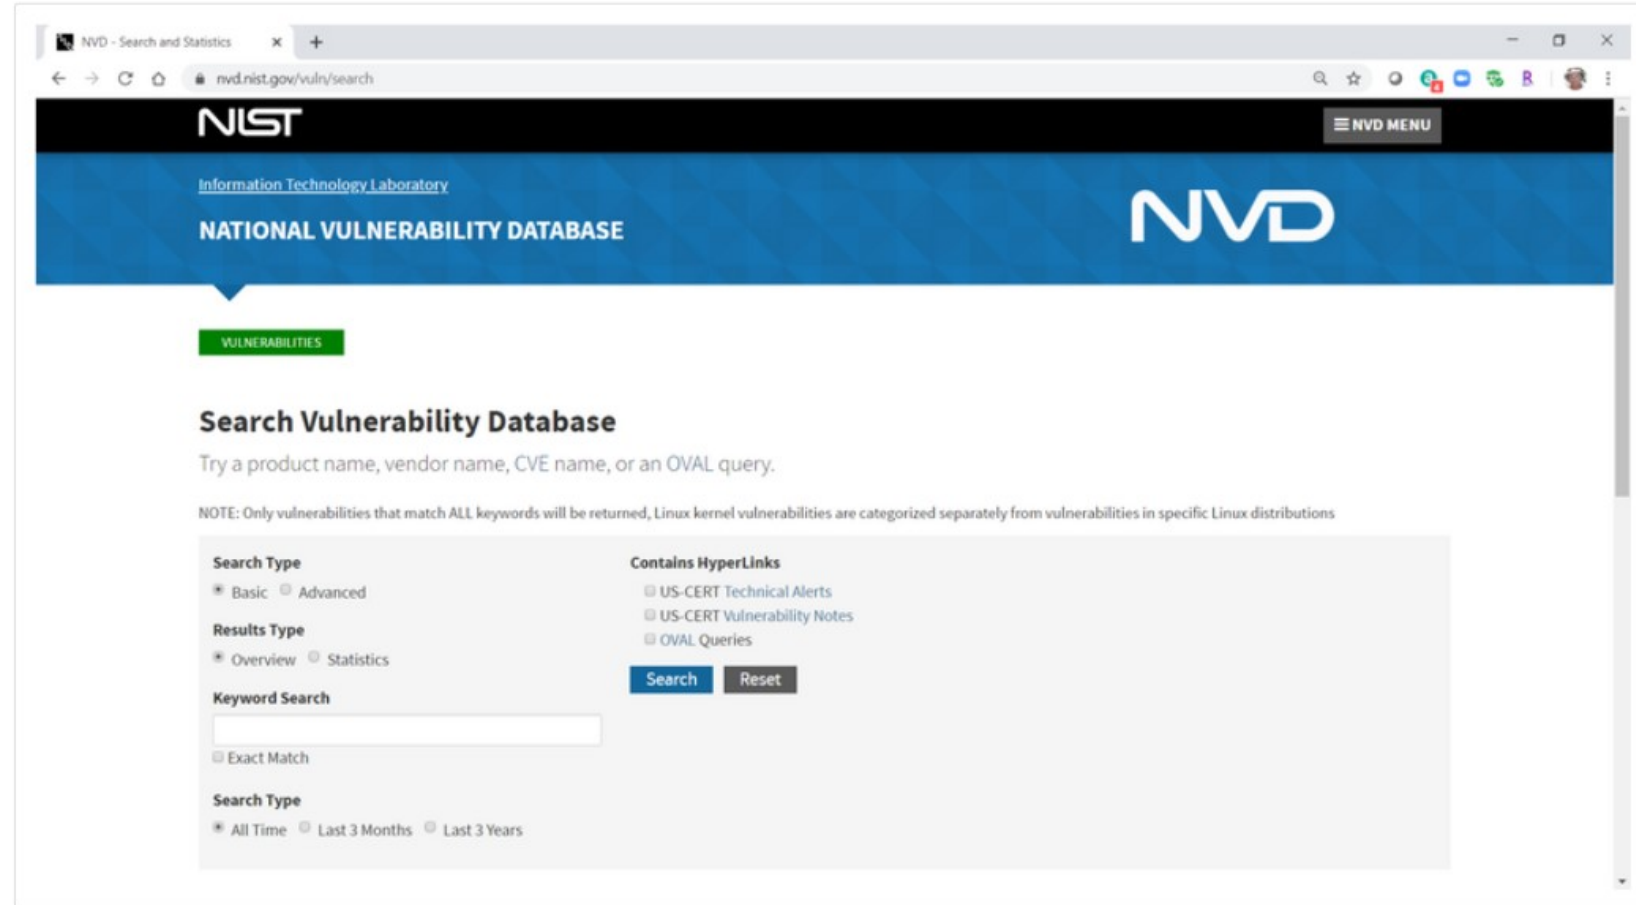 NVD - Search and Statistics
nvd.nist.gov/vuln/search
NIST
NVD MENU
Information Technology Laboratory
NATIONAL VULNERABILITY DATABASE
NVD
VULNERABILITIES
Search Vulnerability Database
Try a product name, vendor name, CVE name, or an OVAL query.
NOTE: Only vulnerabilities that match ALL keywords will be returned, Linux kernel vulnerabilities are categorized separately from vulnerabilities in specific Linux distributions
Search Type
Basic Advanced
Results Type
Overview Statistics
Keyword Search
Exact Match
Search Type
All Time Last 3 Months Last 3 Years
Contains HyperLinks
US-CERT Technical Alerts
US-CERT Vulnerability Notes
OVAL Queries
Search Reset